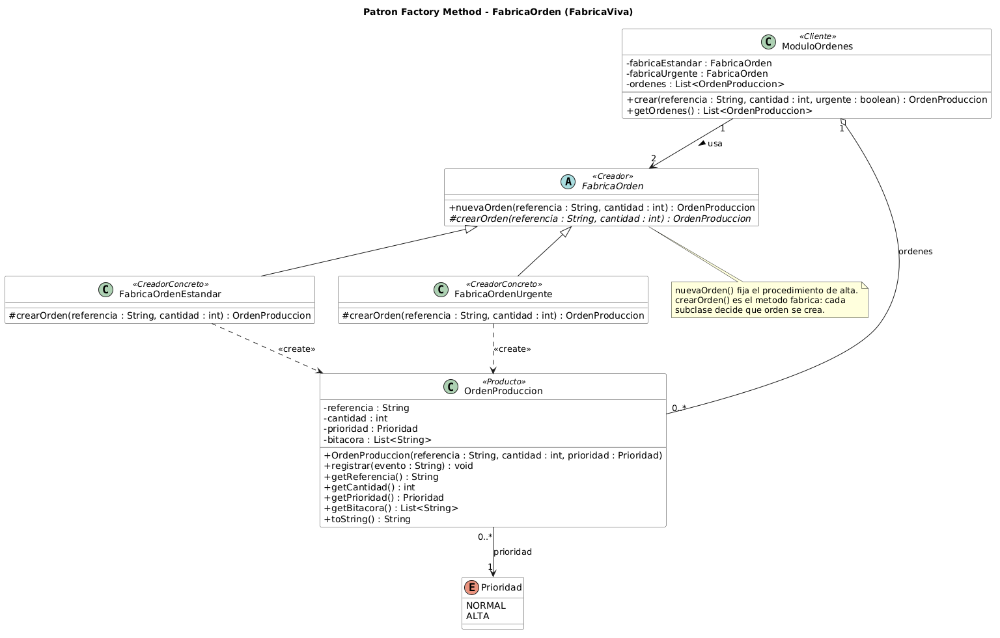 Patron Factory Method - FabricaOrden (FabricaViva)
«Cliente»
C ModuloOrdenes
-fabricaEstandar : FabricaOrden
-fabricaUrgente : FabricaOrden
-ordenes : List<OrdenProduccion>
+crear(referencia : String, cantidad : int, urgente : boolean) : OrdenProduccion
+getOrdenes() : List<OrdenProduccion>
1
1
usa
2
«Creador»
A FabricaOrden
+nuevaOrden(referencia : String, cantidad : int) : OrdenProduccion
#crearOrden(referencia : String, cantidad : int) : OrdenProduccion
ordenes
«CreadorConcreto»
C FabricaOrdenEstandar
#crearOrden(referencia : String, cantidad : int) : OrdenProduccion
«CreadorConcreto»
C FabricaOrdenUrgente
#crearOrden(referencia : String, cantidad : int) : OrdenProduccion
nuevaOrden() fija el procedimiento de alta.
crearOrden() es el metodo fabrica: cada
subclase decide que orden se crea.
«create»
«create»
«Producto»
C OrdenProduccion
-referencia : String
-cantidad : int
-prioridad : Prioridad
-bitacora : List<String>
+OrdenProduccion(referencia : String, cantidad : int, prioridad : Prioridad)
+registrar(evento : String) : void
+getReferencia() : String
+getCantidad() : int
+getPrioridad() : Prioridad
+getBitacora() : List<String>
+toString() : String
0..*
0..*
prioridad
1
E Prioridad
NORMAL
ALTA